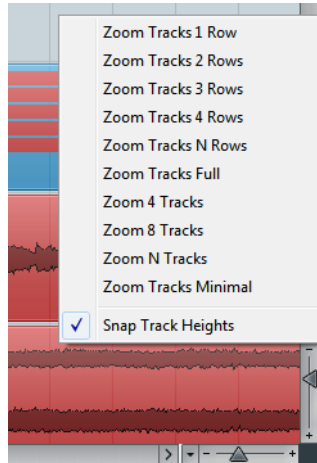 Zoom Tracks 1 Row
Zoom Tracks 2 Rows
Zoom Tracks 3 Rows
Zoom Tracks 4 Rows
Zoom Tracks N Rows
Zoom Tracks Full
Zoom 4 Tracks
Zoom 8 Tracks
Zoom N Tracks
Zoom Tracks Minimal
Snap Track Heights